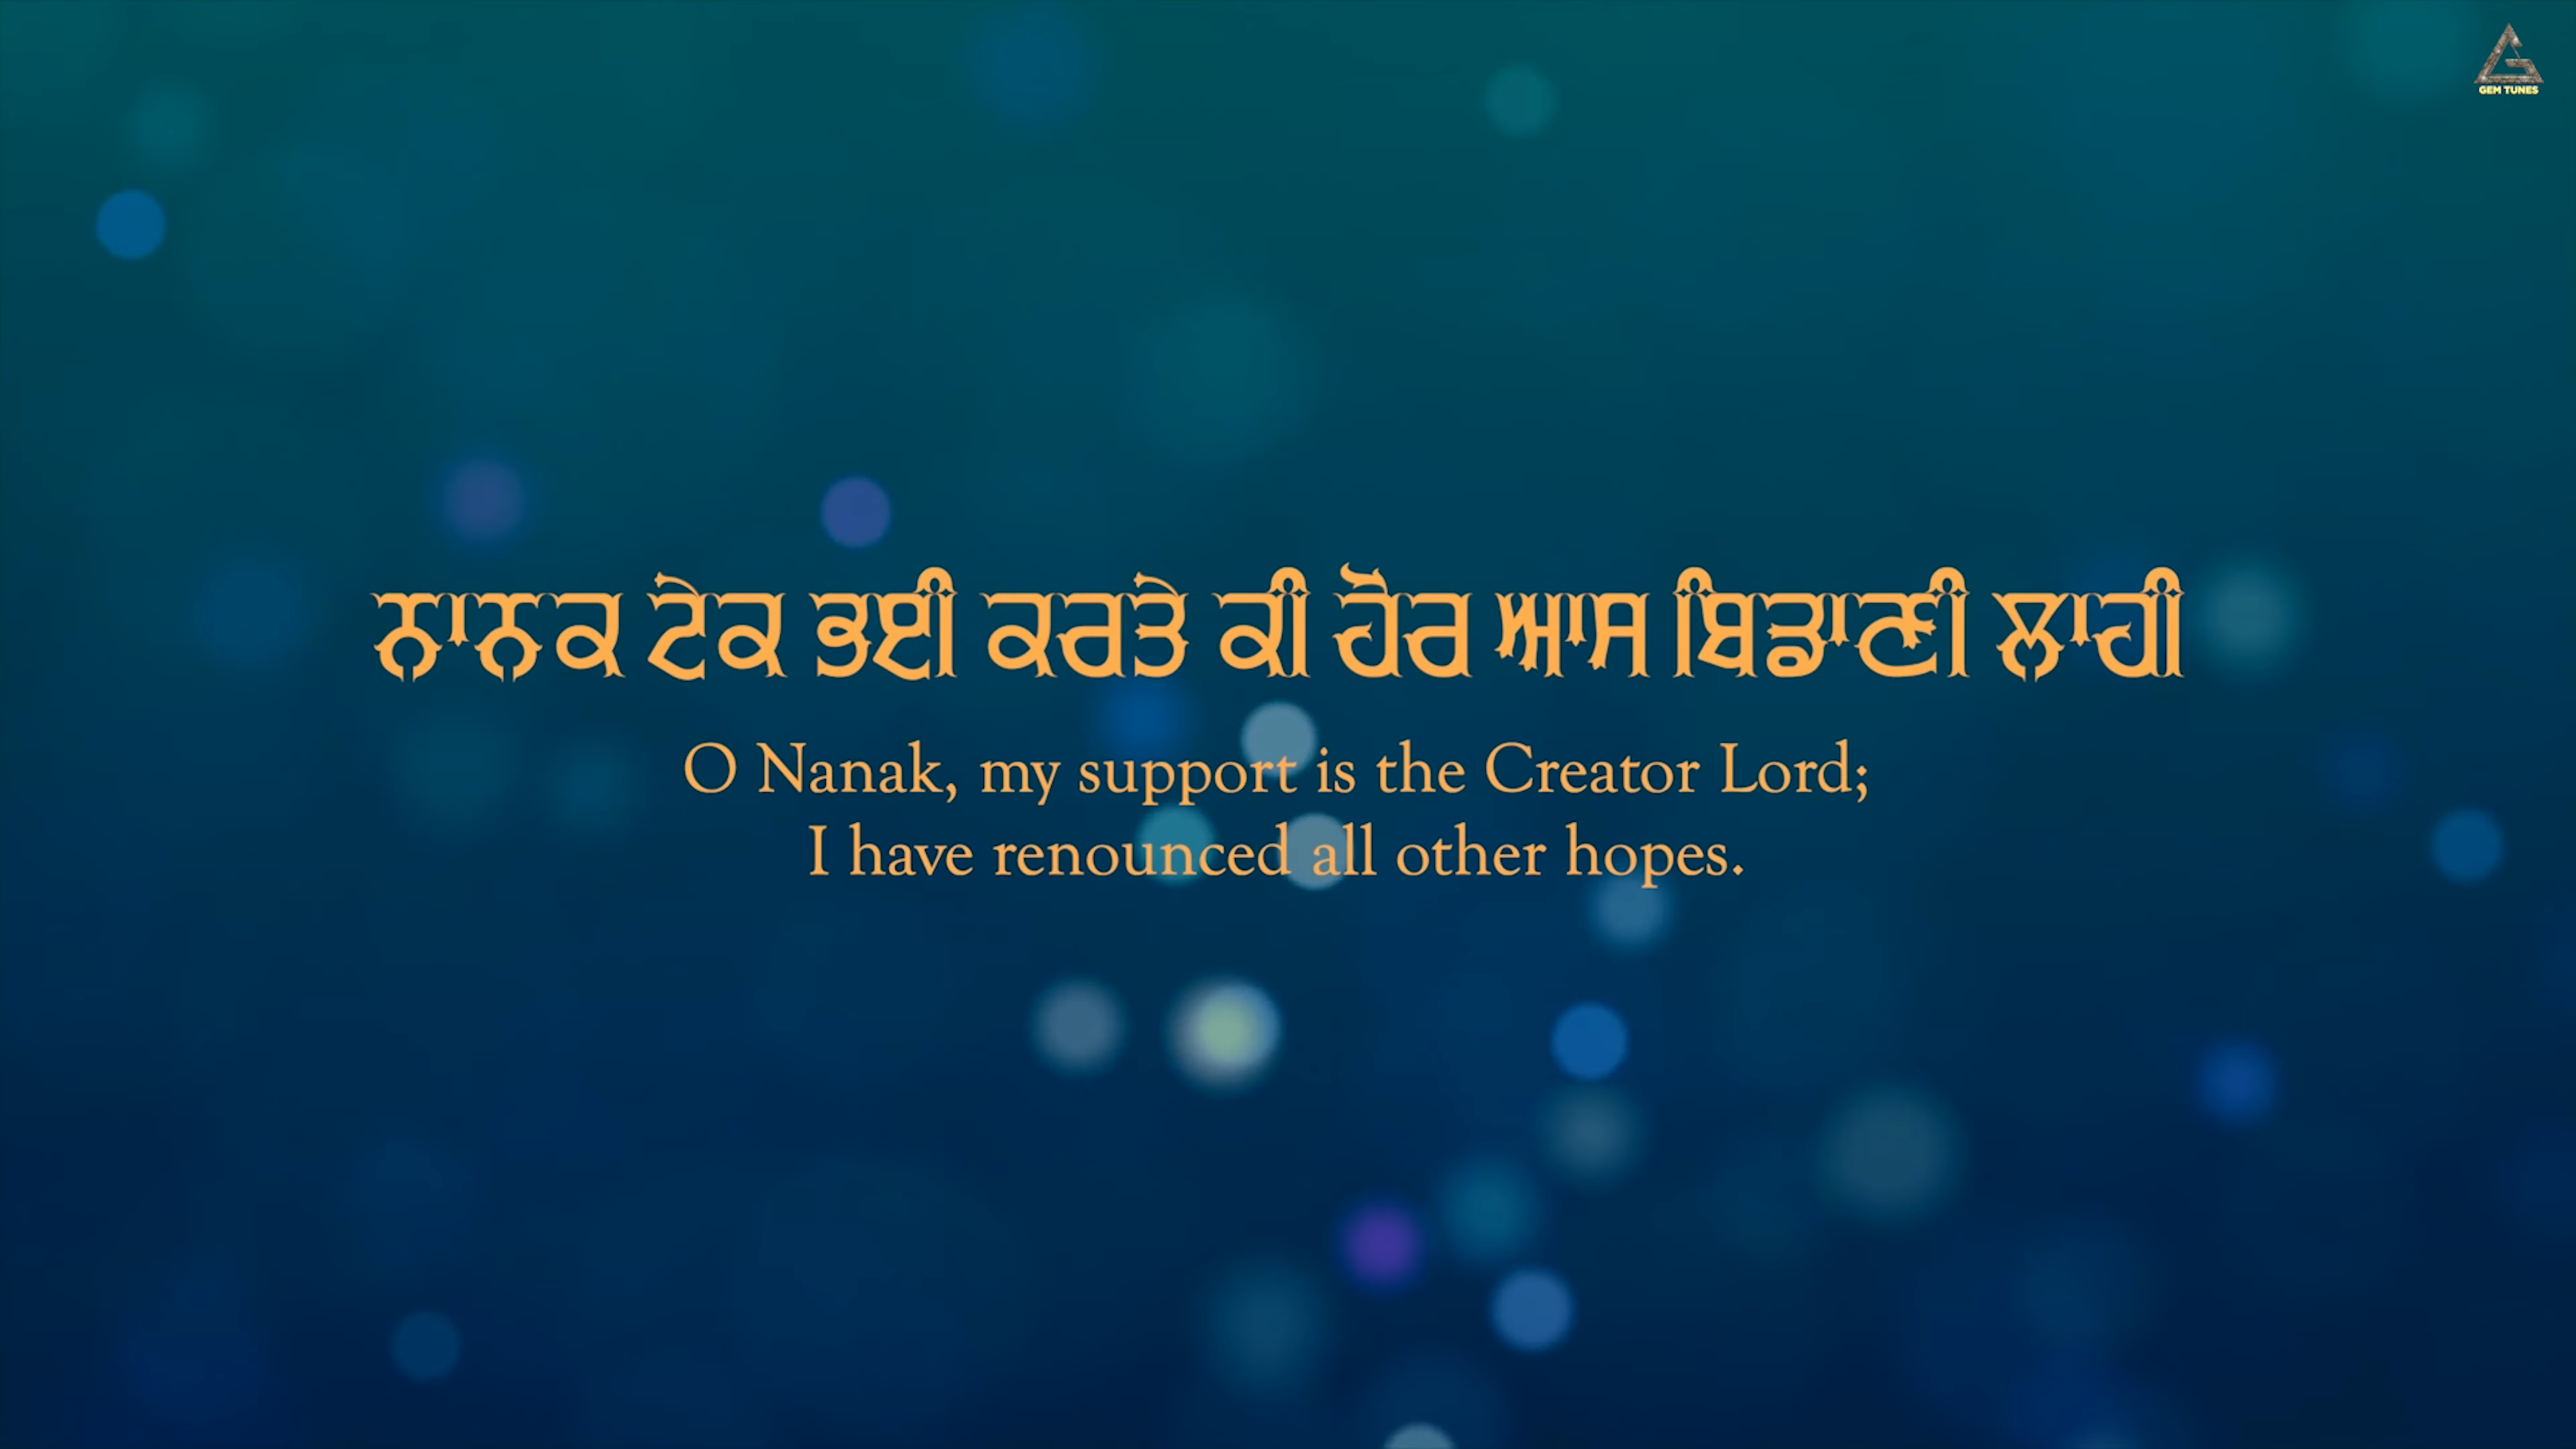 GEM TUNES
ਨਾਨਕ ਟੇਕ ਭਈ ਕਰਤੇ ਕੀ ਹੋਰ ਆਸ ਬਿਡਾਣੀ ਲਾਹੀ
O Nanak, my support is the Creator Lord;
I have renounced all other hopes.